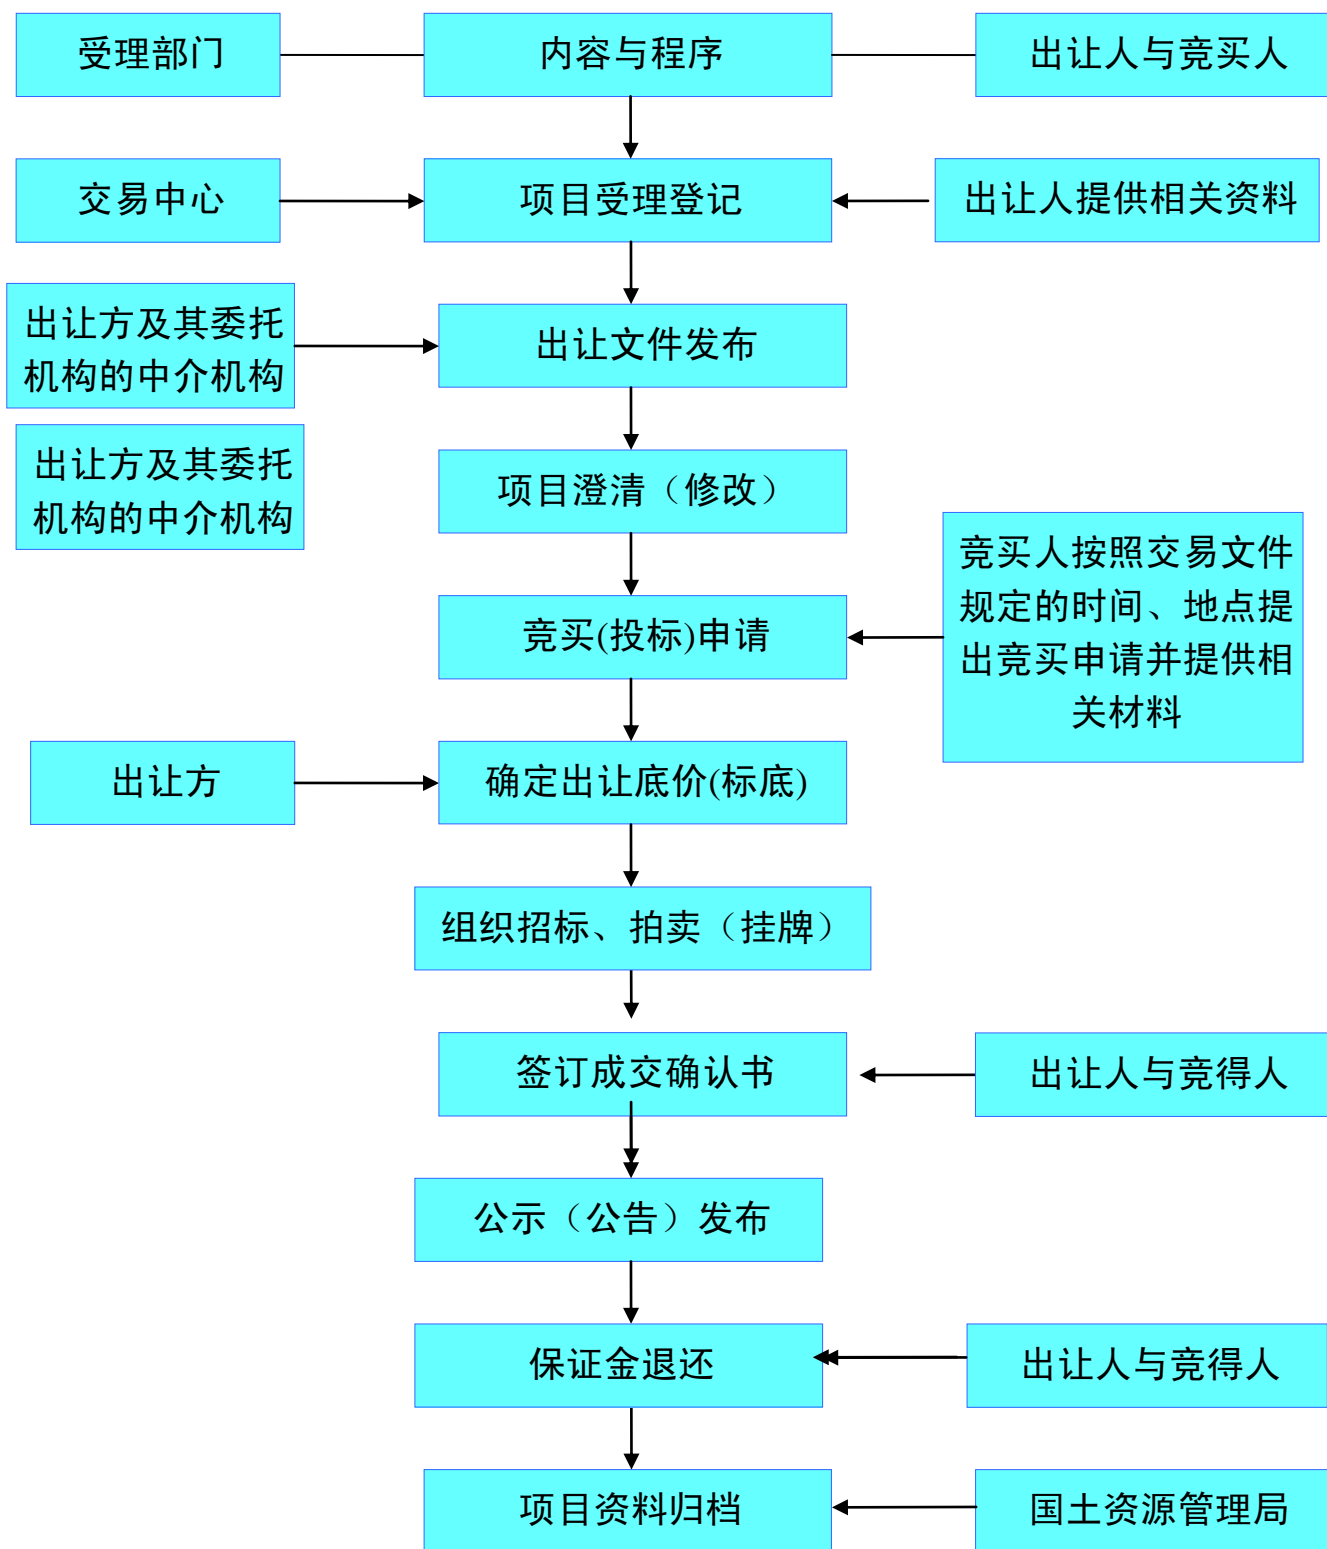 受理部门
内容与程序
出让人与竞买人
交易中心
项目受理登记
出让人提供相关资料
出让方及其委托
机构的中介机构
出让文件发布
出让方及其委托
机构的中介机构
项目澄清（修改）
竞买(投标)申请
竞买人按照交易文件
规定的时间、地点提
出竞买申请并提供相
关材料
出让方
确定出让底价(标底)
组织招标、拍卖（挂牌）
签订成交确认书
出让人与竞得人
公示（公告）发布
保证金退还
出让人与竞得人
项目资料归档
国土资源管理局